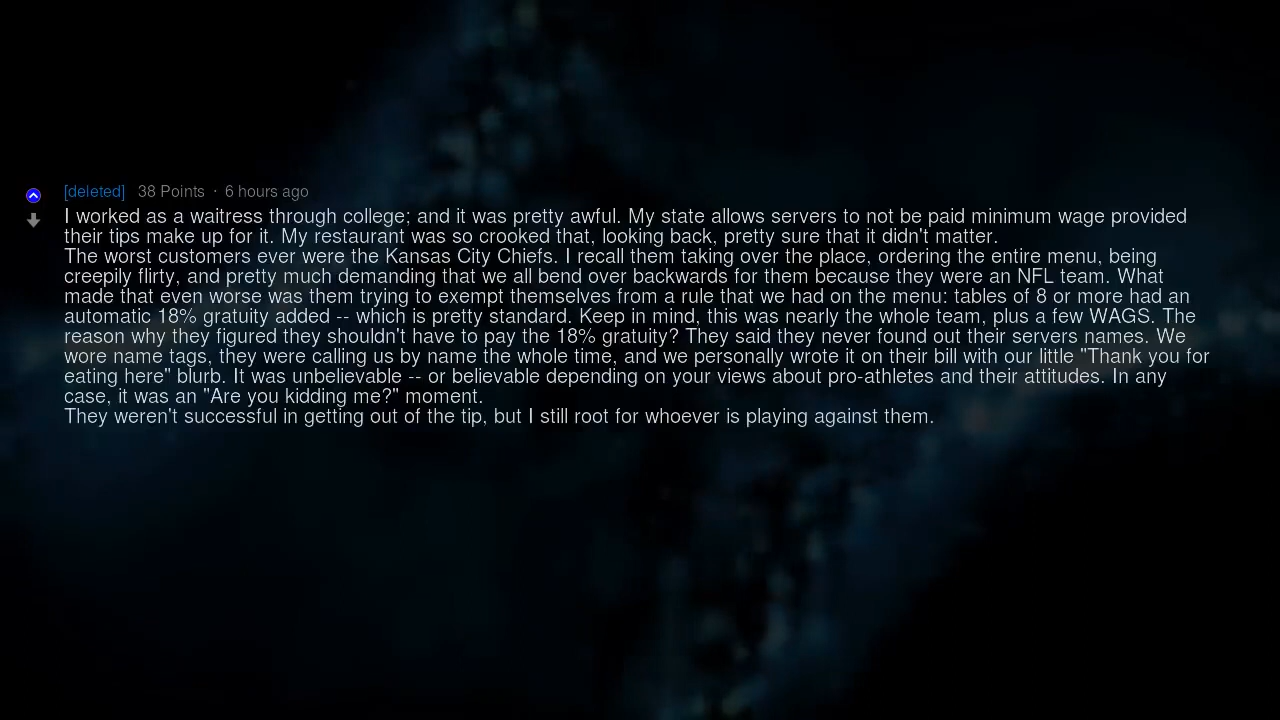 [deleted] 38 Points · 6 hours ago
I worked as a waitress through college; and it was pretty awful. My state allows servers to not be paid minimum wage provided
their tips make up for it. My restaurant was so crooked that, looking back, pretty sure that it didn't matter.
The worst customers ever were the Kansas City Chiefs. I recall them taking over the place, ordering the entire menu, being
creepily flirty, and pretty much demanding that we all bend over backwards for them because they were an NFL team. What
made that even worse was them trying to exempt themselves from a rule that we had on the menu: tables of 8 or more had an
automatic 18% gratuity added -- which is pretty standard. Keep in mind, this was nearly the whole team, plus a few WAGS. The
reason why they figured they shouldn't have to pay the 18% gratuity? They said they never found out their servers names. We
wore name tags, they were calling us by name the whole time, and we personally wrote it on their bill with our little "Thank you for
eating here" blurb. It was unbelievable -- or believable depending on your views about pro-athletes and their attitudes. In any
case, it was an "Are you kidding me?" moment.
They weren't successful in getting out of the tip, but I still root for whoever is playing against them.